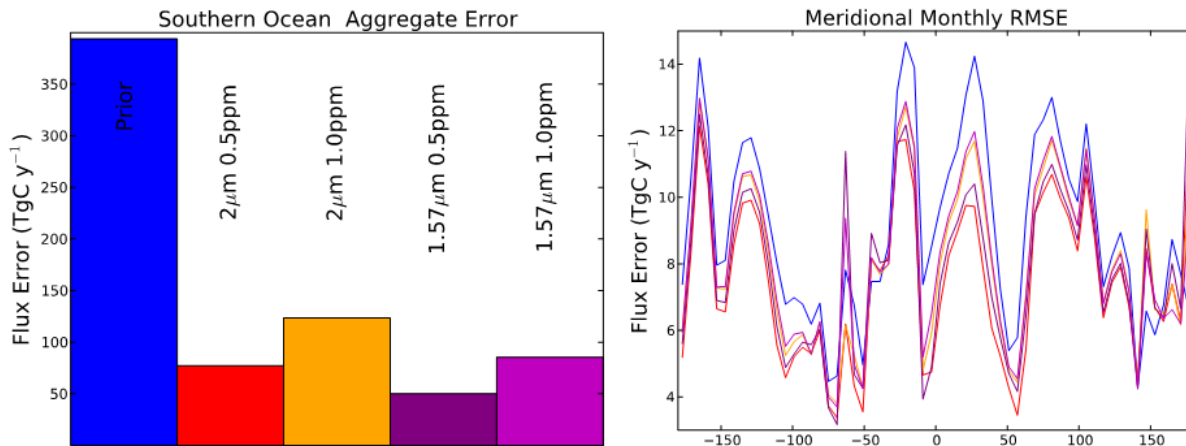 Southern Ocean Aggregate Error
Flux Error (TgC y⁻¹)
350
300
250
200
150
100
50
Prior
2μm 0.5ppm
2μm 1.0ppm
1.57μm 0.5ppm
1.57μm 1.0ppm
Meridional Monthly RMSE
Flux Error (TgC y⁻¹)
14
12
10
8
6
4
−150
−100
−50
0
50
100
150